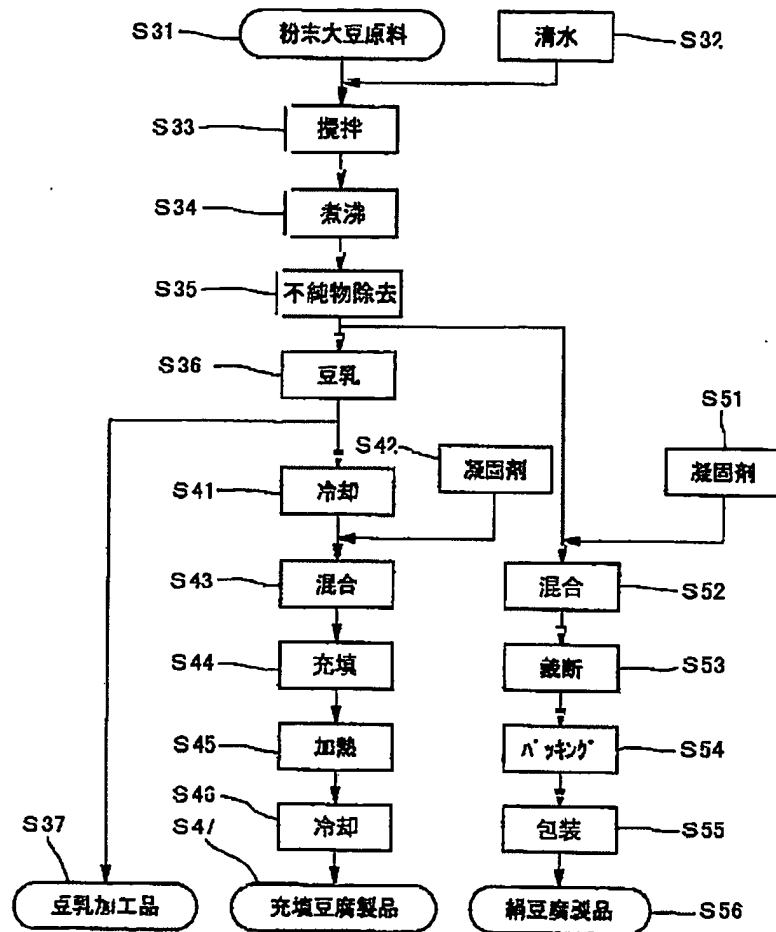 S31
粉末大豆原料
清水
S32
S33
攪拌
S34
煮沸
S35
不純物除去
S36
豆乳
S51
S42
凝固剤
凝固剤
S41
冷却
S43
混合
混合
S52
S44
充填
裁断
S53
S45
加熱
パッキング
S54
S46
冷却
包装
S55
S37
S47
豆乳加工品
充填豆腐製品
絹豆腐製品
S56